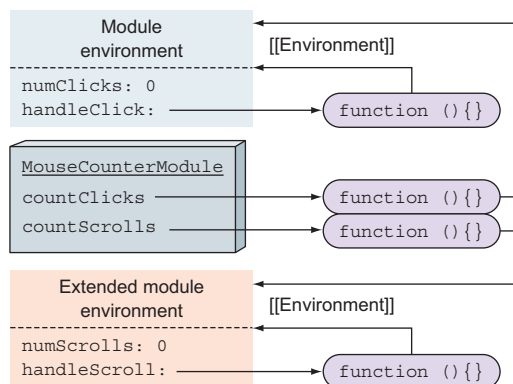 Module
environment
[[Environment]]
numClicks: 0
handleClick:
function (){}
MouseCounterModule
countClicks
function (){}
countScrolls
function (){}
Extended module
environment
[[Environment]]
numScrolls: 0
handleScroll:
function (){}